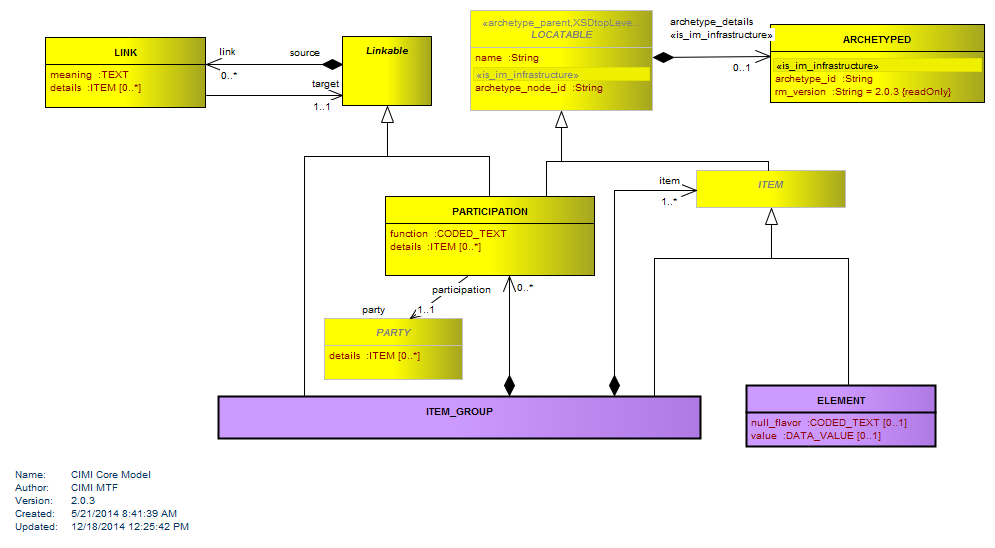 LINK
meaning :TEXT
details :ITEM [0..*]
link
0..*
source
target
1..1
Linkable
«archetype_parent,XSDtopLeve...
LOCATABLE
name :String
«is_im_infrastructure»
archetype_node_id :String
archetype_details
«is_im_infrastructure»
0..1
ARCHETYPED
«is_im_infrastructure»
archetype_id :String
rm_version :String = 2.0.3 {readOnly}
item
1..*
ITEM
PARTICIPATION
function :CODED_TEXT
details :ITEM [0..*]
participation
0..*
party
1..1
PARTY
details :ITEM [0..*]
ITEM_GROUP
ELEMENT
null_flavor :CODED_TEXT [0..1]
value :DATA_VALUE [0..1]
Name: CIMI Core Model
Author: CIMI MTF
Version: 2.0.3
Created: 5/21/2014 8:41:39 AM
Updated: 12/18/2014 12:25:42 PM